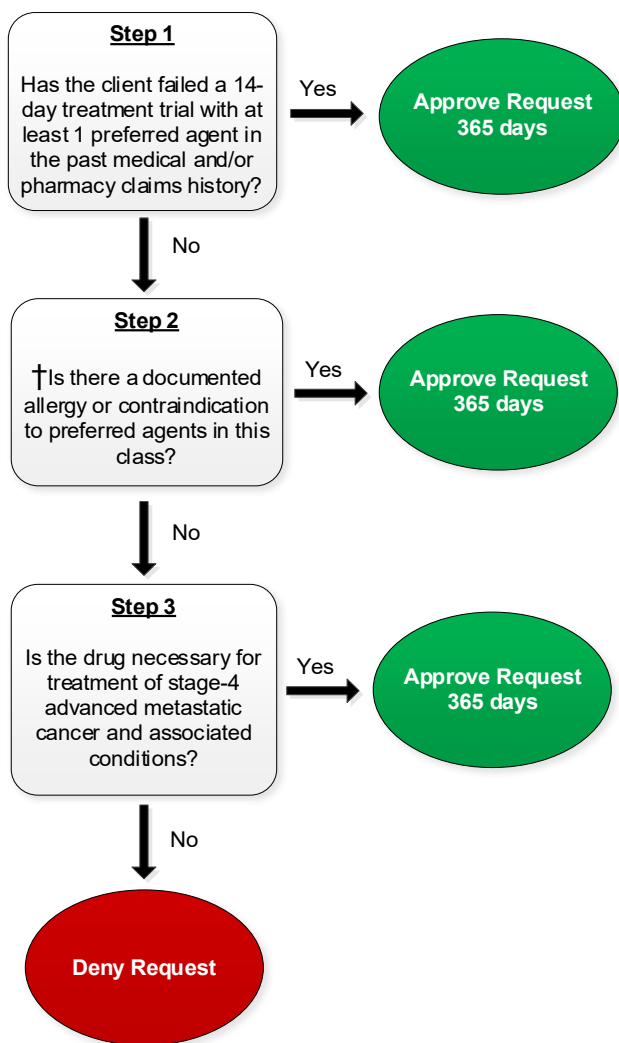 Step 1
Has the client failed a 14-
day treatment trial with at
least 1 preferred agent in
the past medical and/or
pharmacy claims history?
Yes
Approve Request
365 days
No
Step 2
†Is there a documented
allergy or contraindication
to preferred agents in this
class?
Yes
Approve Request
365 days
No
Step 3
Is the drug necessary for
treatment of stage-4
advanced metastatic
cancer and associated
conditions?
Yes
Approve Request
365 days
No
Deny Request